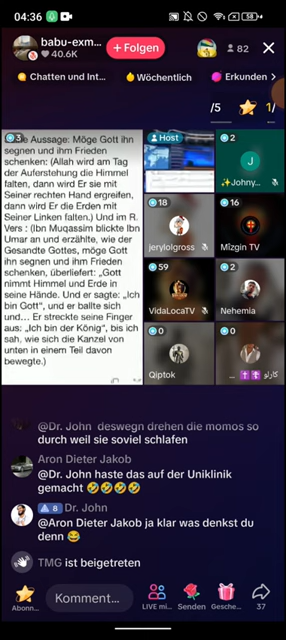 04:36
58
babu-exm...
40.6K
+ Folgen
82
Chatten und Int...
Wöchentlich
Erkunden >
/5
1/
3
Aussage: Möge Gott ihn
segnen und ihm Frieden
schenken: (Allah wird am Tag
der Auferstehung die Himmel
falten, dann wird Er sie mit
Seiner rechten Hand ergreifen,
dann wird Er die Erden mit
Seiner Linken falten.) Und im R.
Vers : (Ibn Muqassim blickte Ibn
Umar an und erzählte, wie der
Gesandte Gottes, möge Gott
ihn segnen und ihm Frieden
schenken, überliefert: „Gott
nimmt Himmel und Erde in
seine Hände. Und er sagte: „Ich
bin Gott“, und er ballte sich
und... Er streckte seine Finger
aus: „Ich bin der König“, bis ich
sah, wie sich die Kanzel von
unten in einem Teil davon
bewegte.)
Host
2
J
✨Johny...
18
jerylolgross
16
Mîzgin TV
59
VidaLocaTV
2
Nehemia
0
Qiptok
0
كارلو ✝️✝️ _ ...
@Dr. John deswegn drehen die momos so
durch weil sie soviel schlafen
Aron Dieter Jakob
@Dr. John haste das auf der Uniklinik
gemacht 🤣🤣🤣🤣
8 Dr. John
@Aron Dieter Jakob ja klar was denkst du
denn 😂
TMG ist beigetreten
Abonn...
Kommentar...
LIVE mi...
Senden
Gesche...
37